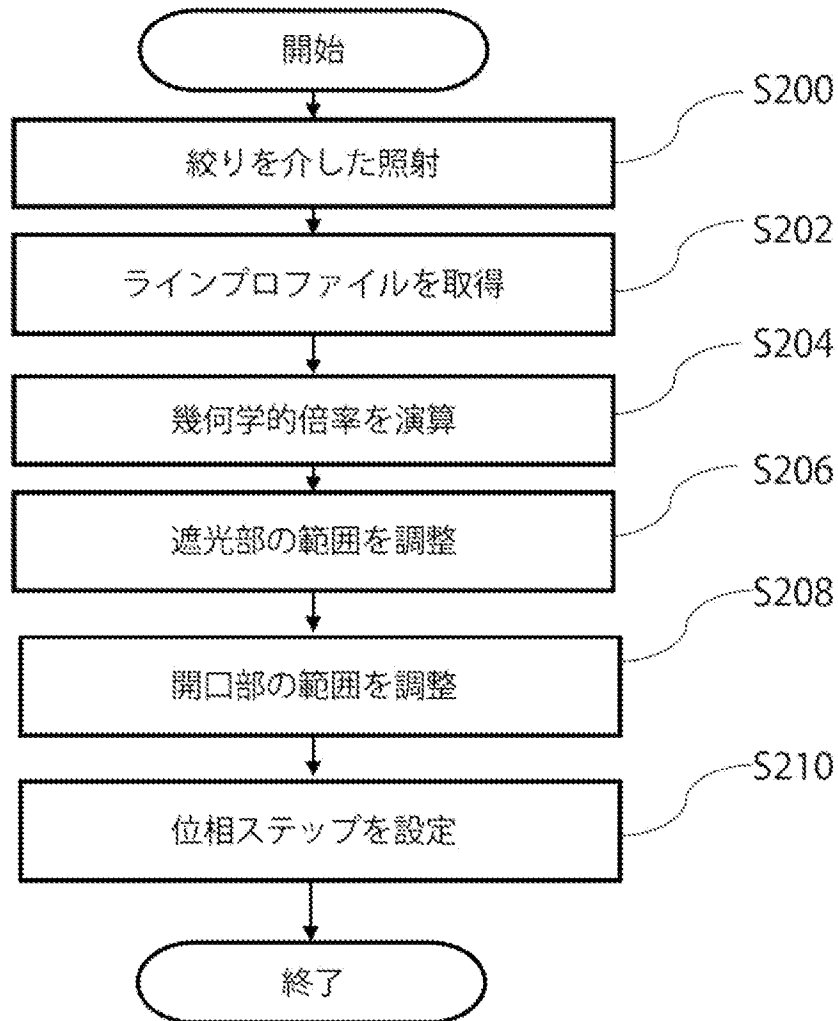 開始
S200
絞りを介した照射
S202
ラインプロファイルを取得
S204
幾何学的倍率を演算
S206
遮光部の範囲を調整
S208
開口部の範囲を調整
S210
位相ステップを設定
終了